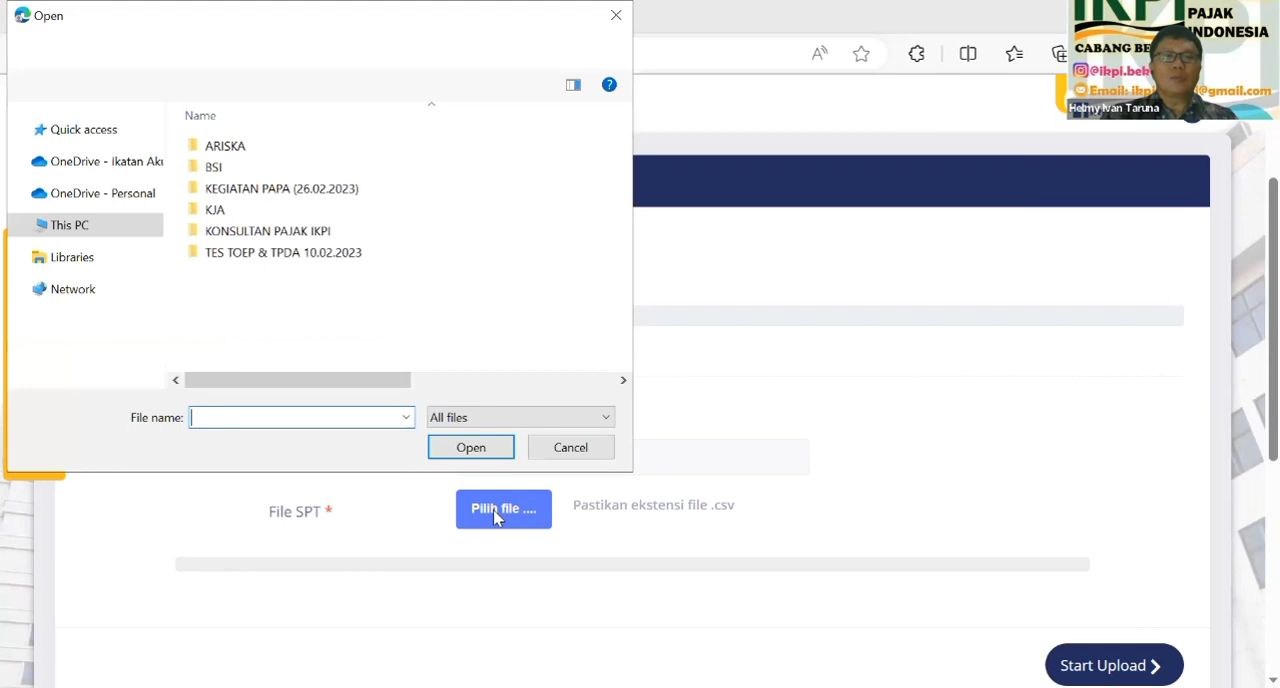 Open
Name
Quick access
OneDrive - Ikatan Aku
OneDrive - Personal
This PC
Libraries
Network
ARISKA
BSI
KEGIATAN PAPA (26.02.2023)
KJA
KONSULTAN PAJAK IKPI
TES TOEP & TPDA 10.02.2023
File name:
All files
Open
Cancel
File SPT *
Pilih file ....
Pastikan ekstensi file .csv
Start Upload
IKPI
PAJAK
INDONESIA
CABANG BE
@ikpi.bek
Email: ikpi
@gmail.com
Helmy Ivan Taruna